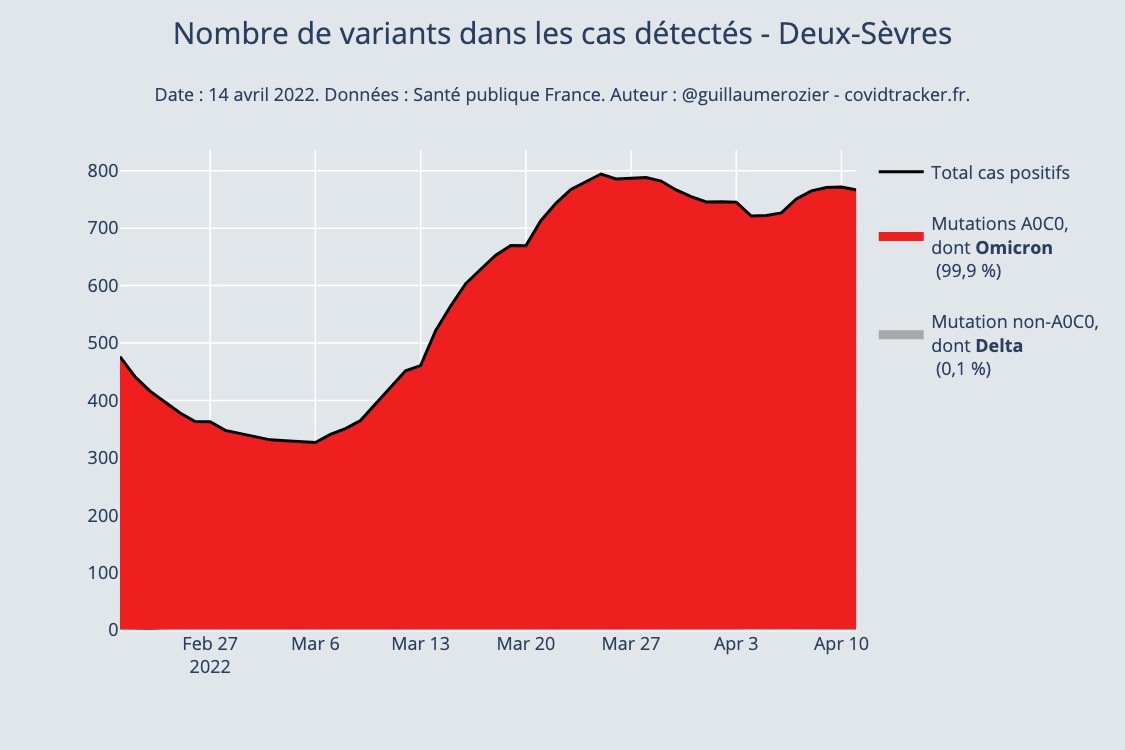 Nombre de variants dans les cas détectés - Deux-Sèvres
Date : 14 avril 2022. Données : Santé publique France. Auteur : @guillaumerozier - covidtracker.fr.
800
700
600
500
400
300
200
100
0
Feb 27
2022
Mar 6
Mar 13
Mar 20
Mar 27
Apr 3
Apr 10
Total cas positifs
Mutations A0C0,
dont Omicron
(99,9 %)
Mutation non-A0C0,
dont Delta
(0,1 %)